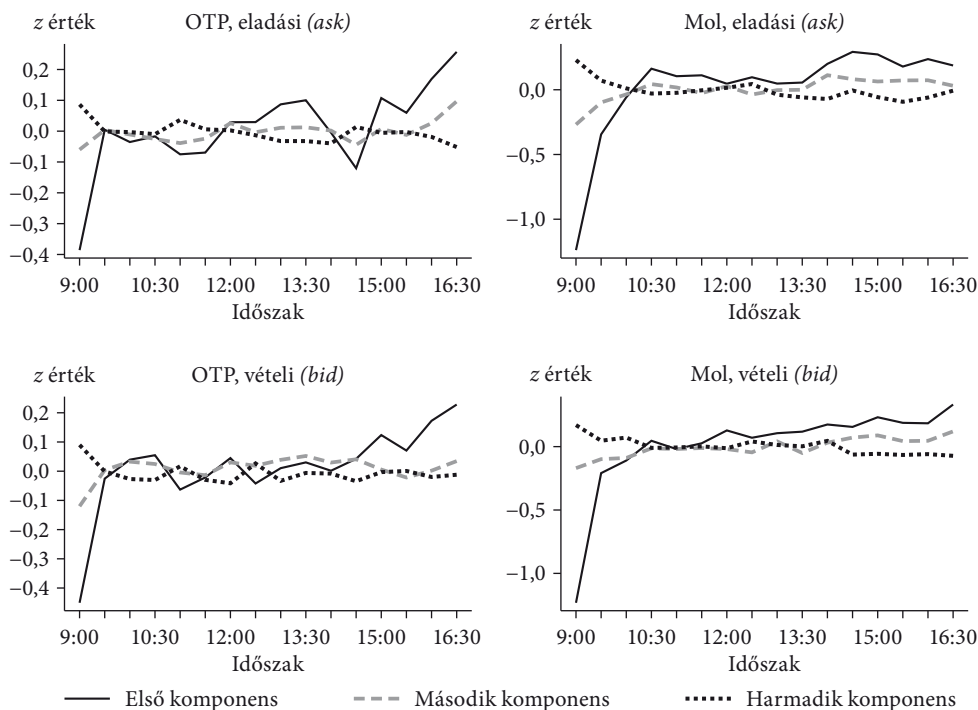 z érték OTP, eladási (ask)
0,2
0,1
0,0
−0,1
−0,2
−0,3
−0,4
9:00 10:30 12:00 13:30 15:00 16:30
Időszak
z érték Mol, eladási (ask)
0,0
−0,5
−1,0
9:00 10:30 12:00 13:30 15:00 16:30
Időszak
z érték OTP, vételi (bid)
0,2
0,1
0,0
−0,1
−0,2
−0,3
−0,4
9:00 10:30 12:00 13:30 15:00 16:30
Időszak
z érték Mol, vételi (bid)
0,0
−0,5
−1,0
9:00 10:30 12:00 13:30 15:00 16:30
Időszak
Első komponens Második komponens Harmadik komponens